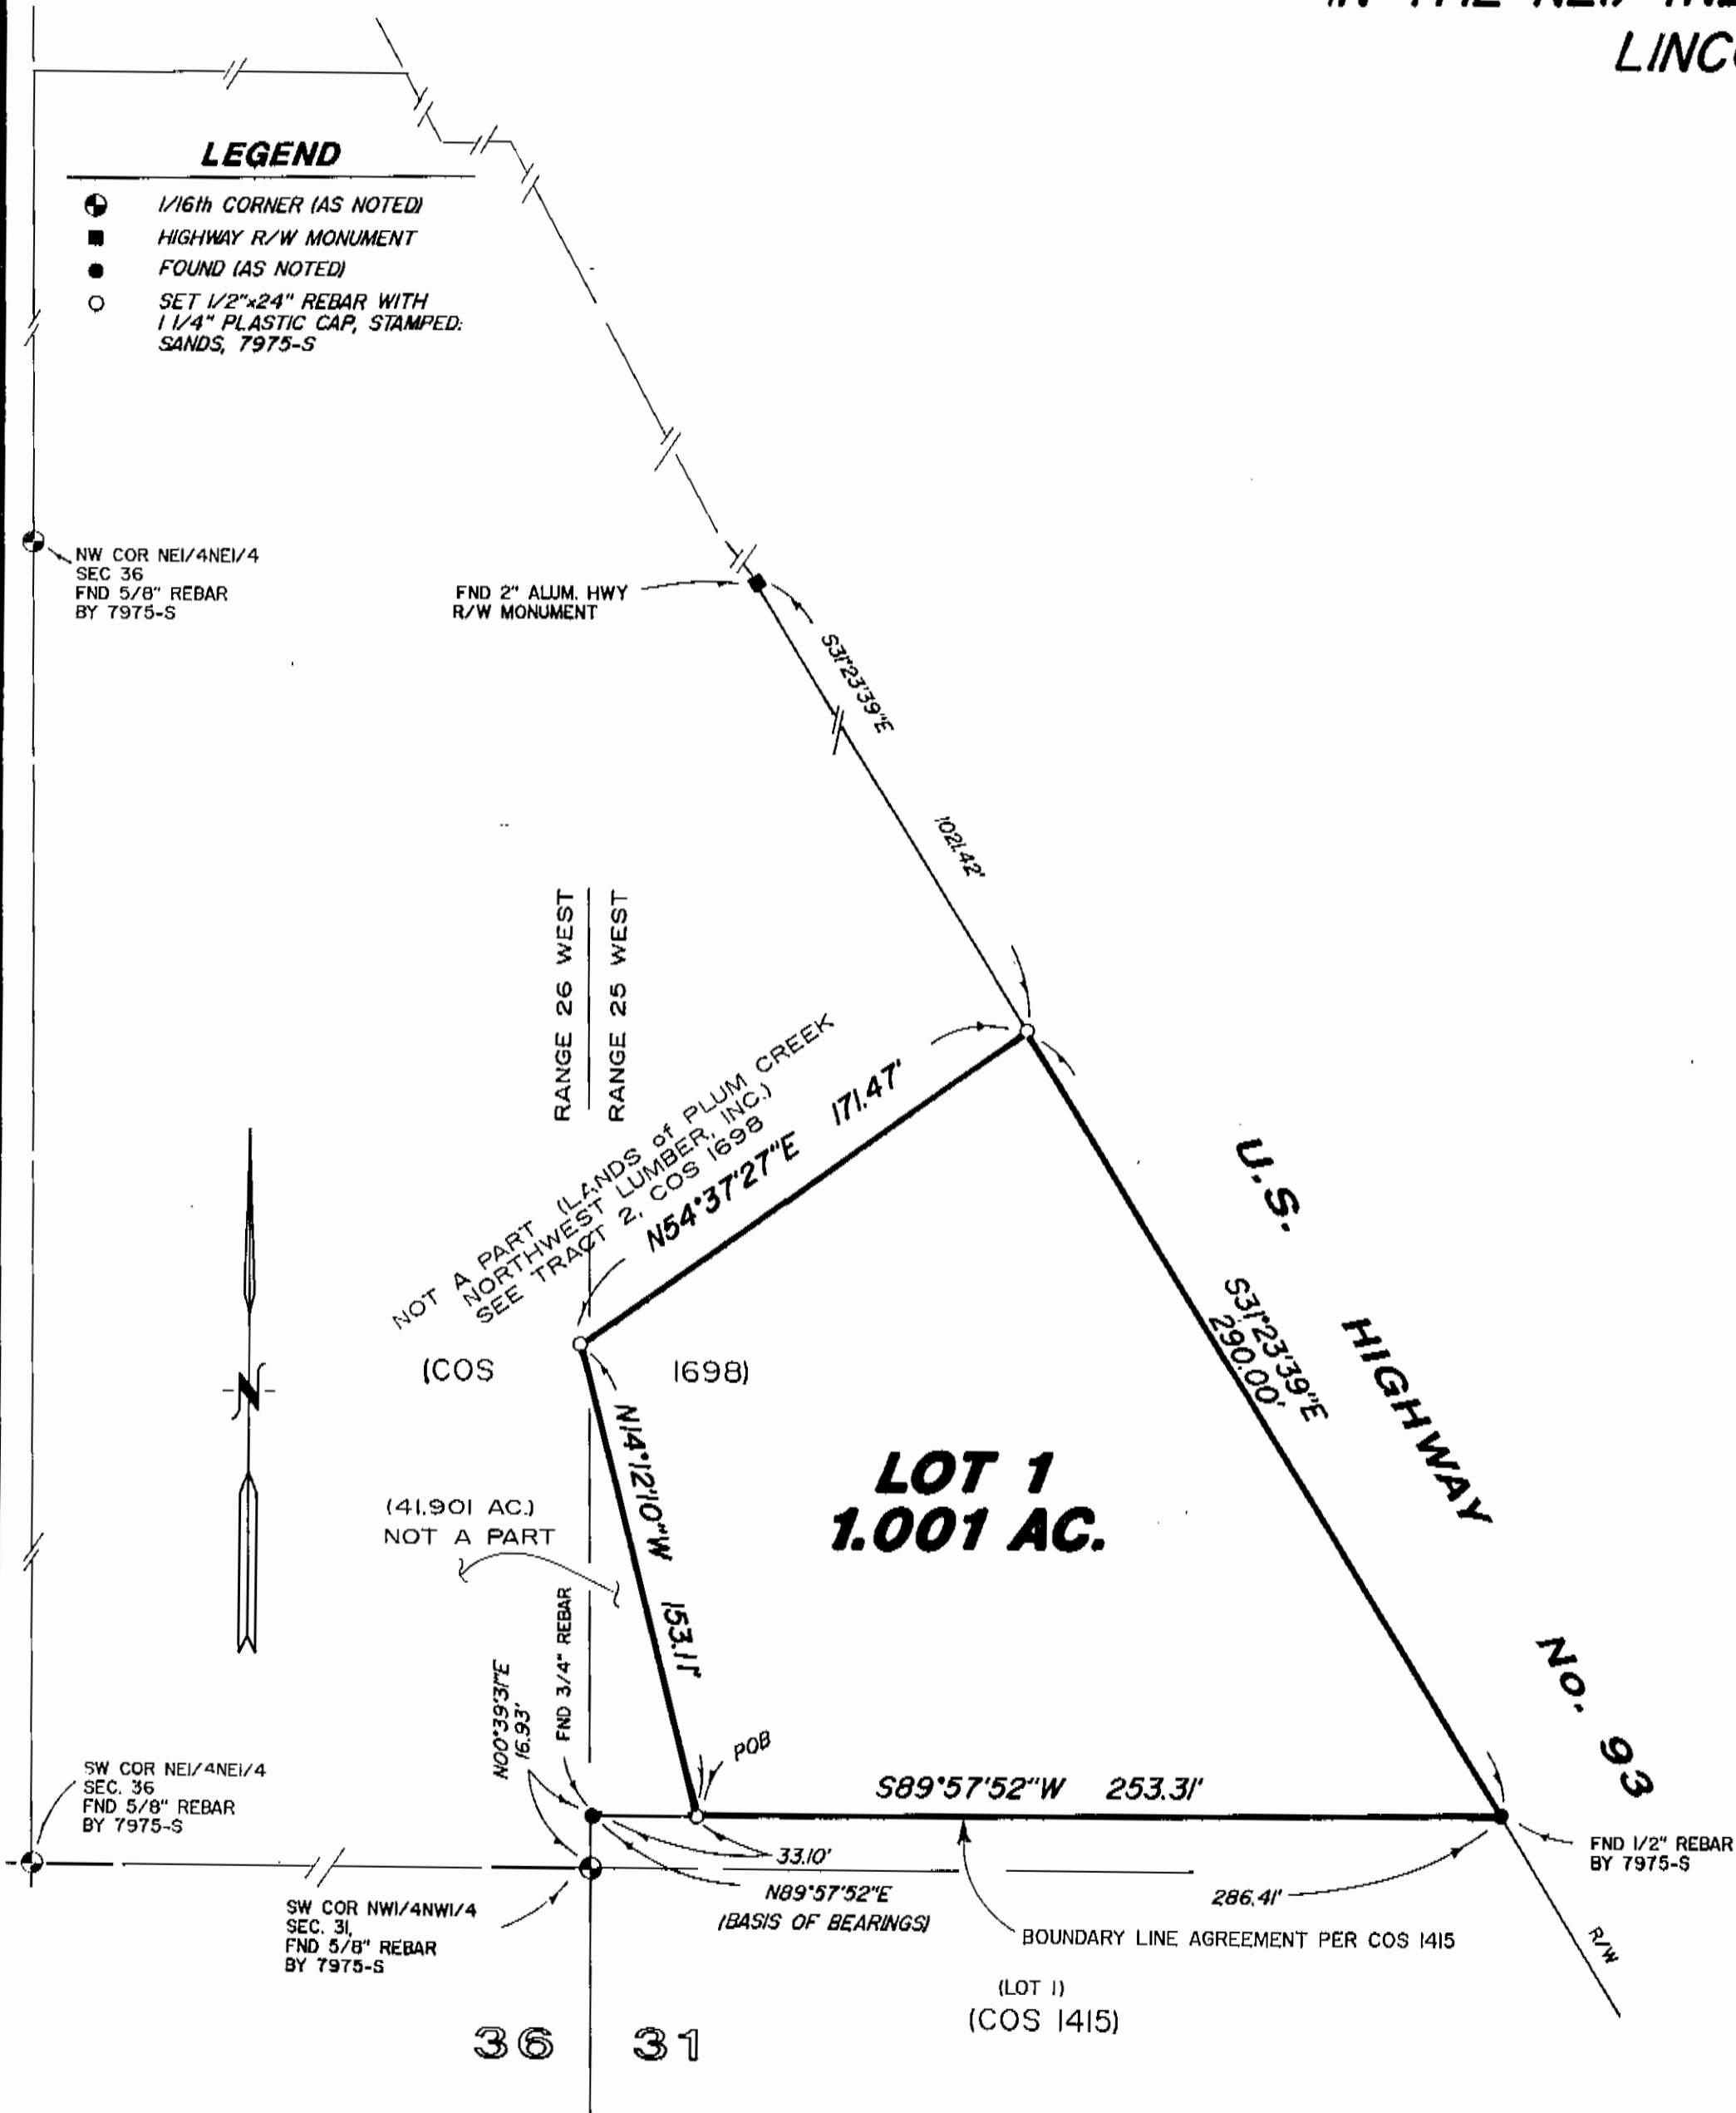 LINC
LEGEND
1/16th CORNER (AS NOTED)
HIGHWAY R/W MONUMENT
FOUND (AS NOTED)
SET 1/2"x24" REBAR WITH
1 1/4" PLASTIC CAP, STAMPED:
SANDS, 7975-S
NW COR NE1/4NE1/4
SEC 36
FND 5/8" REBAR
BY 7975-S
FND 2" ALUM. HWY
R/W MONUMENT
S31°23'39"E
1021.42'
RANGE 26 WEST
RANGE 25 WEST
NOT A PART (LANDS of PLUM CREEK
NORTHWEST LUMBER, INC.)
SEE TRACT 2, COS 1698
N54°37'27"E 171.47'
(COS 1698)
N
U.S. HIGHWAY No. 93
S31°23'39"E
290.00'
N14°12'10"W 153.11'
LOT 1
1.001 AC.
(41.901 AC.)
NOT A PART
FND 3/4" REBAR
N00°39'31"E
16.93'
POB
S89°57'52"W 253.31'
SW COR NE1/4NE1/4
SEC. 36
FND 5/8" REBAR
BY 7975-S
FND 1/2" REBAR
BY 7975-S
33.10'
N89°57'52"E
(BASIS OF BEARINGS)
286.41'
SW COR NW1/4NW1/4
SEC. 31,
FND 5/8" REBAR
BY 7975-S
BOUNDARY LINE AGREEMENT PER COS 1415
R/W
(LOT 1)
(COS 1415)
36 31